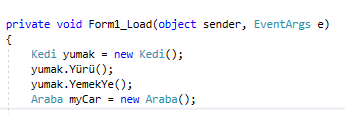 private void Form1_Load(object sender, EventArgs e)
{
Kedi yumak = new Kedi();
yumak.Yürü();
yumak.YemekYe();
Araba myCar = new Araba();